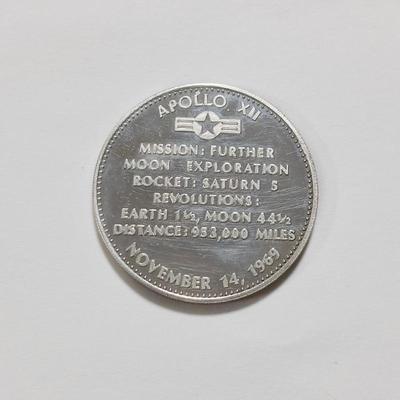 APOLLO XII
MISSION: FURTHER
MOON EXPLORATION
ROCKET: SATURN 5
REVOLUTIONS:
EARTH 1½, MOON 44½
DISTANCE: 953,000 MILES
NOVEMBER 14, 1969